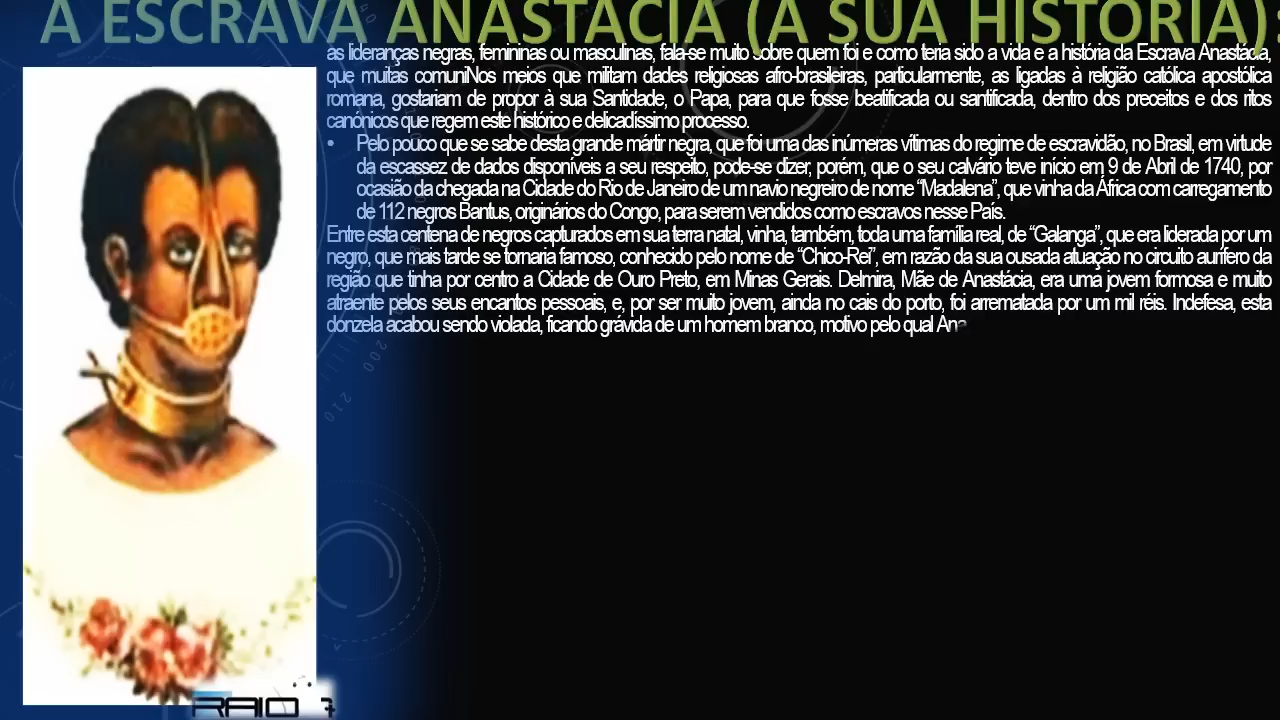 A ESCRAVA ANASTÁCIA (A SUA HISTÓRIA):
as lideranças negras, femininas ou masculinas, fala-se muito sobre quem foi e como teria sido a vida e a história da Escrava Anastácia,
que muitas comuniNos meios que militam dades religiosas afro-brasileiras, particularmente, as ligadas à religião católica apostólica
romana, gostariam de propor à sua Santidade, o Papa, para que fosse beatificada ou santificada, dentro dos preceitos e dos ritos
canônicos que regem este histórico e delicadíssimo processo.
• Pelo pouco que se sabe desta grande mártir negra, que foi uma das inúmeras vítimas do regime de escravidão, no Brasil, em virtude
da escassez de dados disponíveis a seu respeito, pode-se dizer, porém, que o seu calvário teve início em 9 de Abril de 1740, por
ocasião da chegada na Cidade do Rio de Janeiro de um navio negreiro de nome “Madalena”, que vinha da África com carregamento
de 112 negros Bantus, originários do Congo, para serem vendidos como escravos nesse País.
Entre esta centena de negros capturados em sua terra natal, vinha, também, toda uma família real, de “Galanga”, que era liderada por um
negro, que mais tarde se tornaria famoso, conhecido pelo nome de “Chico-Rei”, em razão da sua ousada atuação no circuito aurífero da
região que tinha por centro a Cidade de Ouro Preto, em Minas Gerais. Delmira, Mãe de Anastácia, era uma jovem formosa e muito
atraente pelos seus encantos pessoais, e, por ser muito jovem, ainda no cais do porto, foi arrematada por um mil réis. Indefesa, esta
donzela acabou sendo violada, ficando grávida de um homem branco, motivo pelo qual Ana
200
210
RAIO 7